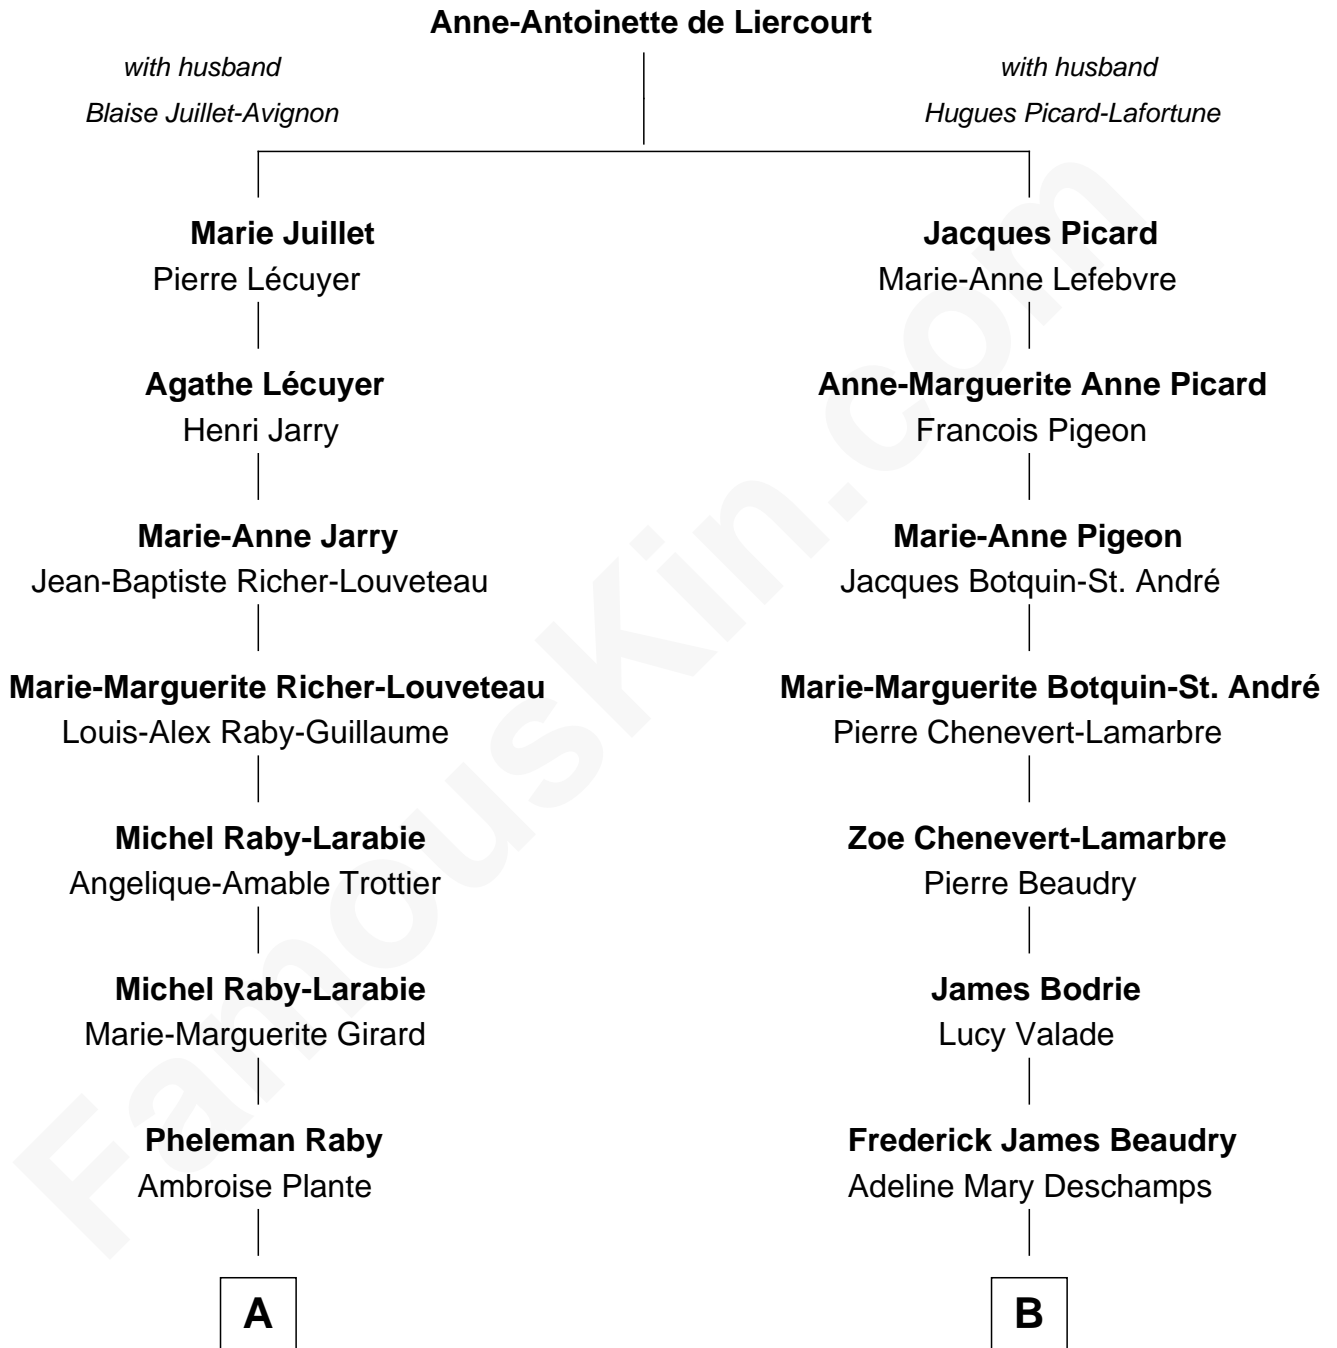 Anne-Antoinette de Liercourt
with husband
Blaise Juillet-Avignon
with husband
Hugues Picard-Lafortune
Marie Juillet
Pierre Lécuyer
Agathe Lécuyer
Henri Jarry
Marie-Anne Jarry
Jean-Baptiste Richer-Louveteau
Marie-Marguerite Richer-Louveteau
Louis-Alex Raby-Guillaume
Michel Raby-Larabie
Angelique-Amable Trottier
Michel Raby-Larabie
Marie-Marguerite Girard
Pheleman Raby
Ambroise Plante
A
Jacques Picard
Marie-Anne Lefebvre
Anne-Marguerite Anne Picard
Francois Pigeon
Marie-Anne Pigeon
Jacques Botquin-St. André
Marie-Marguerite Botquin-St. André
Pierre Chenevert-Lamarbre
Zoe Chenevert-Lamarbre
Pierre Beaudry
James Bodrie
Lucy Valade
Frederick James Beaudry
Adeline Mary Deschamps
B
FamousKin.com